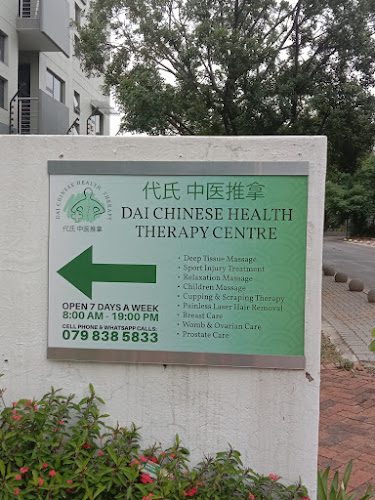 DAI CHINESE HEALTH THERAPY
代氏 中医推拿
代氏 中医推拿
DAI CHINESE HEALTH
THERAPY CENTRE
· Deep Tissue Massage
· Sport Injury Treatment
· Relaxation Massage
· Children Massage
· Cupping & Scraping Therapy
· Painless Laser Hair Removal
· Breast Care
· Womb & Ovarian Care
· Prostate Care
OPEN 7 DAYS A WEEK
8:00 AM - 19:00 PM
CELL PHONE & WHATSAPP CALLS:
079 838 5833